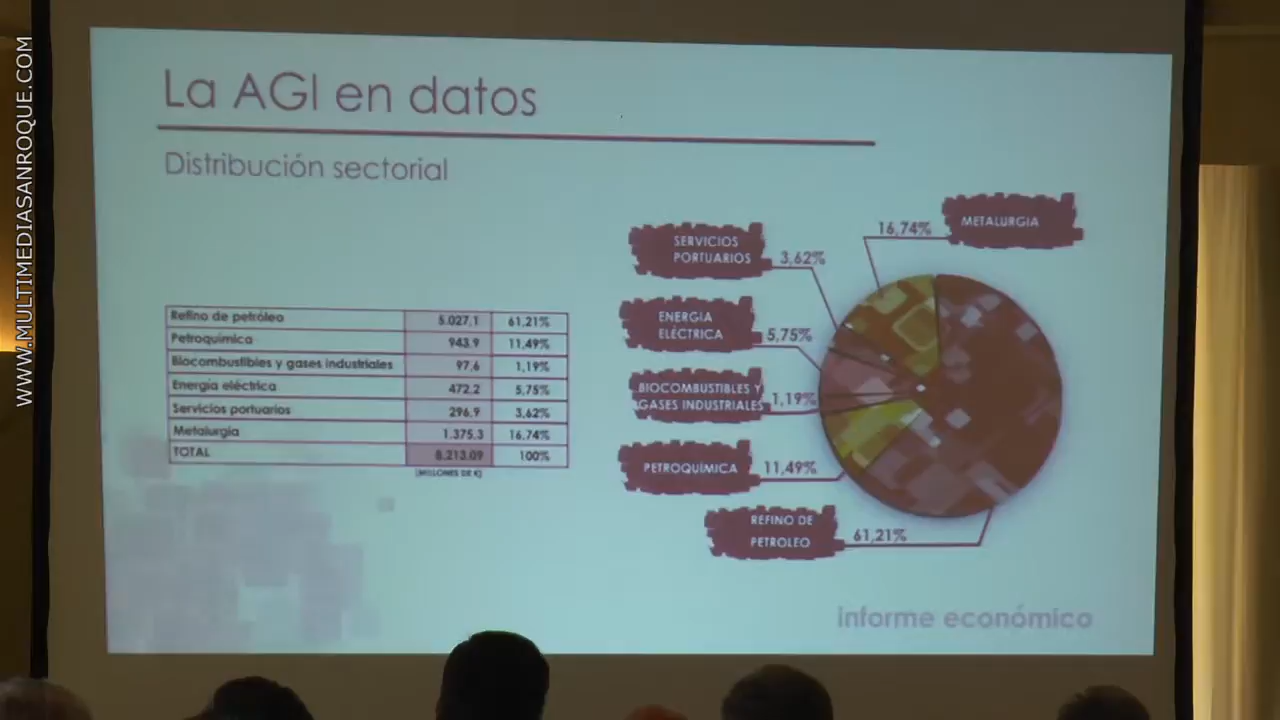 WWW.MULTIMEDIASANROQUE.COM
La AGI en datos
Distribución sectorial
Refino de petróleo 5.027,1 61,21%
Petroquímica 943,9 11,49%
Biocombustibles y gases industriales 97,6 1,19%
Energía eléctrica 472,2 5,75%
Servicios portuarios 296,9 3,62%
Metalurgia 1.375,3 16,74%
TOTAL 8.213,09 100%
(MILLONES DE €)
METALURGIA
16,74%
SERVICIOS
PORTUARIOS
3,62%
ENERGÍA
ELÉCTRICA
5,75%
BIOCOMBUSTIBLES Y
GASES INDUSTRIALES
1,19%
PETROQUÍMICA
11,49%
REFINO DE
PETROLEO
61,21%
informe económico